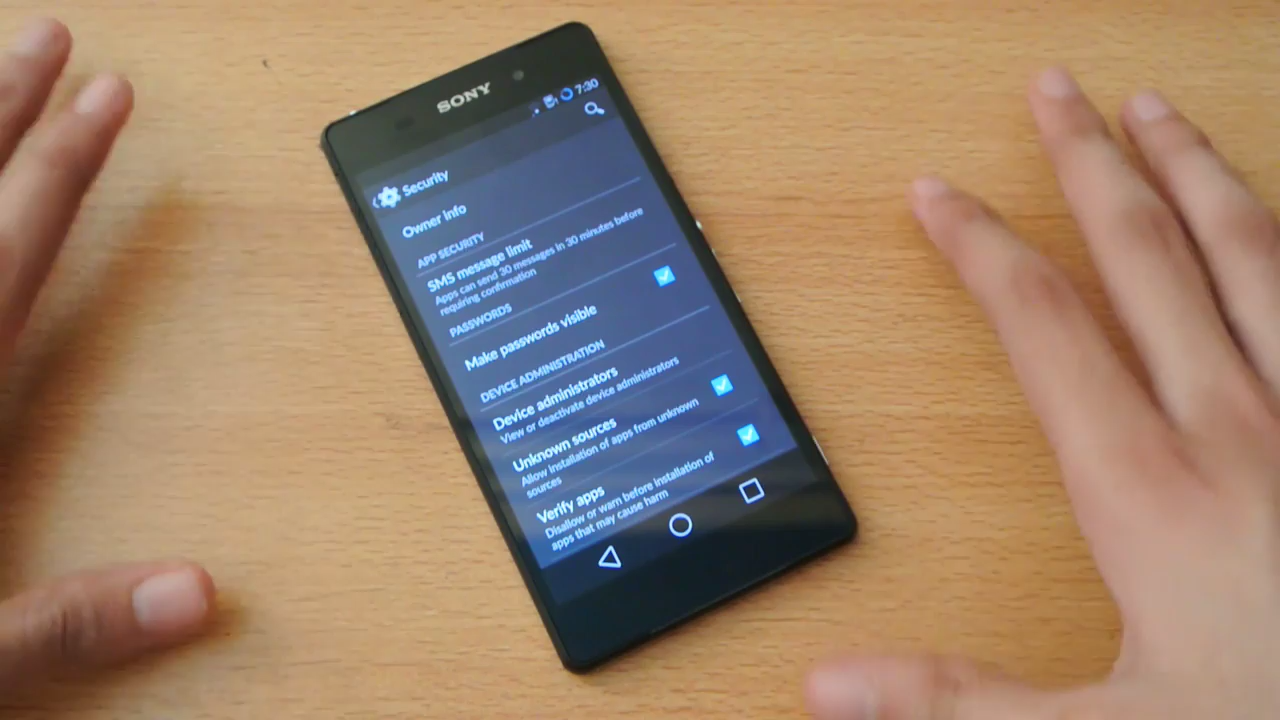 SONY
7:30
Security
Owner info
APP SECURITY
SMS message limit
Apps can send 30 messages in 30 minutes before
requiring confirmation
PASSWORDS
Make passwords visible
DEVICE ADMINISTRATION
Device administrators
View or deactivate device administrators
Unknown sources
Allow installation of apps from unknown
sources
Verify apps
Disallow or warn before installation of
apps that may cause harm